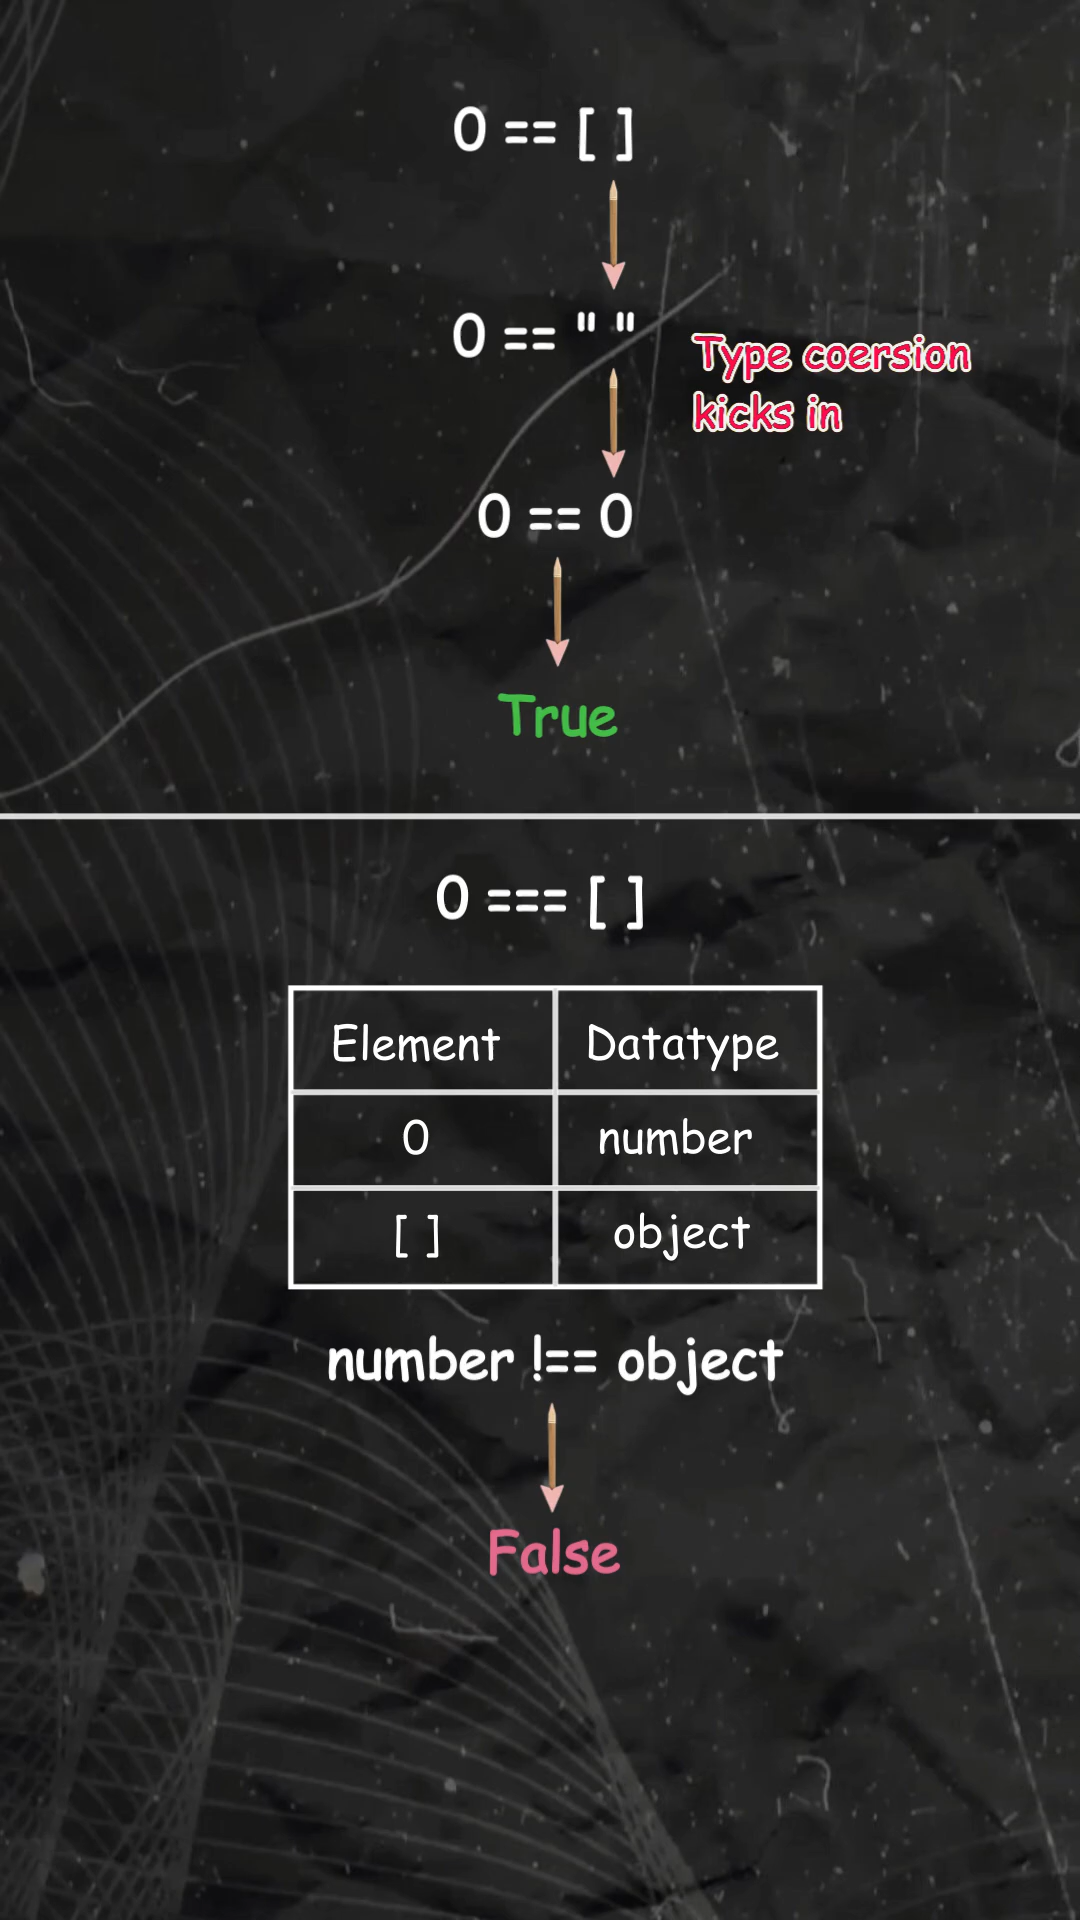 0 == [ ]
0 == " "
Type coersion
kicks in
0 == 0
True
0 === [ ]
Element Datatype
0 number
[ ] object
number !== object
False